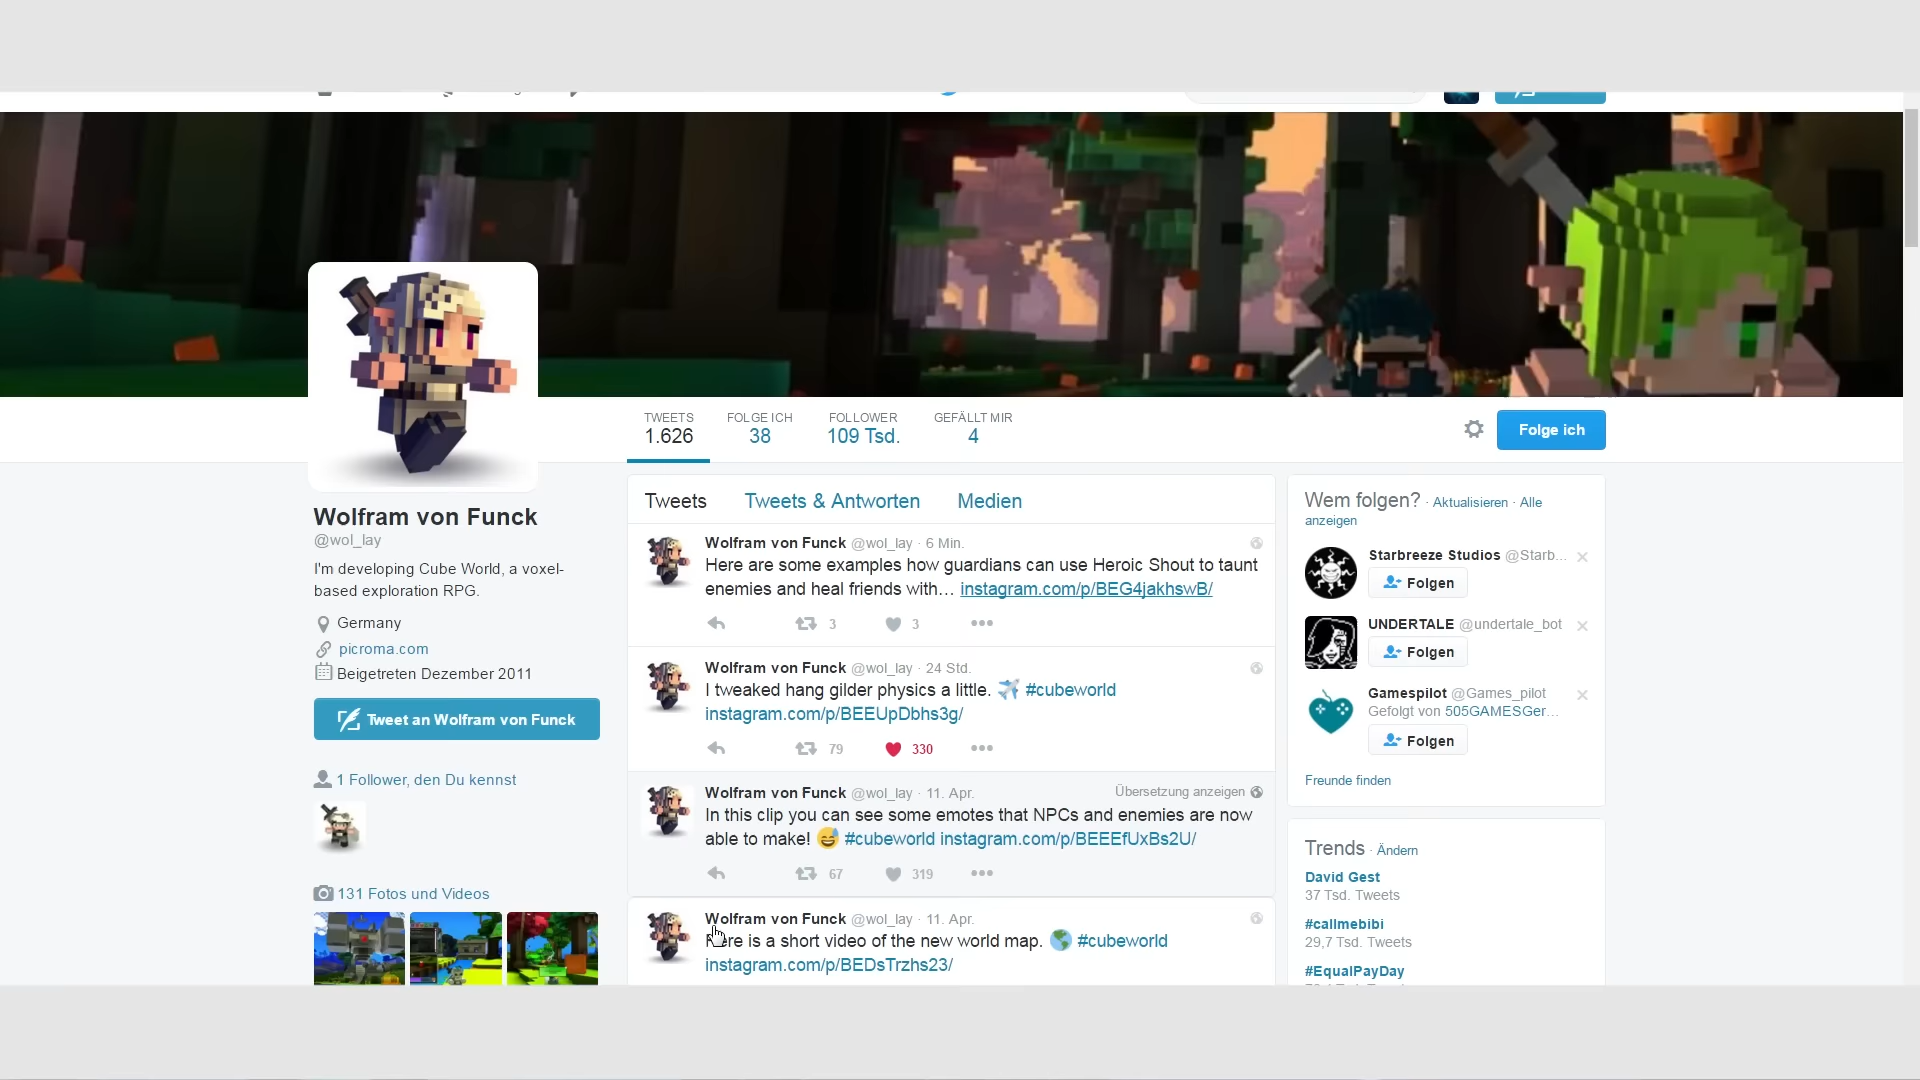 TWEETS
1.626
FOLGE ICH
38
FOLLOWER
109 Tsd.
GEFÄLLT MIR
4
Folge ich
Wolfram von Funck
@wol_lay
I'm developing Cube World, a voxel-
based exploration RPG.
Germany
picroma.com
Beigetreten Dezember 2011
Tweet an Wolfram von Funck
1 Follower, den Du kennst
131 Fotos und Videos
Tweets
Tweets & Antworten
Medien
Wolfram von Funck @wol_lay · 6 Min.
Here are some examples how guardians can use Heroic Shout to taunt
enemies and heal friends with… instagram.com/p/BEG4jakhswB/
3
3
Wolfram von Funck @wol_lay · 24 Std.
I tweaked hang gilder physics a little. ✈️ #cubeworld
instagram.com/p/BEEUpDbhs3g/
79
330
Wolfram von Funck @wol_lay · 11. Apr.
Übersetzung anzeigen
In this clip you can see some emotes that NPCs and enemies are now
able to make! 😅 #cubeworld instagram.com/p/BEEEfUxBs2U/
67
319
Wolfram von Funck @wol_lay · 11. Apr.
Here is a short video of the new world map. 🌎 #cubeworld
instagram.com/p/BEDsTrzhs23/
Wem folgen? · Aktualisieren · Alle
anzeigen
Starbreeze Studios @Starb...
Folgen
UNDERTALE @undertale_bot
Folgen
Gamespilot @Games_pilot
Gefolgt von 505GAMESGer…
Folgen
Freunde finden
Trends · Ändern
David Gest
37 Tsd. Tweets
#callmebibi
29,7 Tsd. Tweets
#EqualPayDay